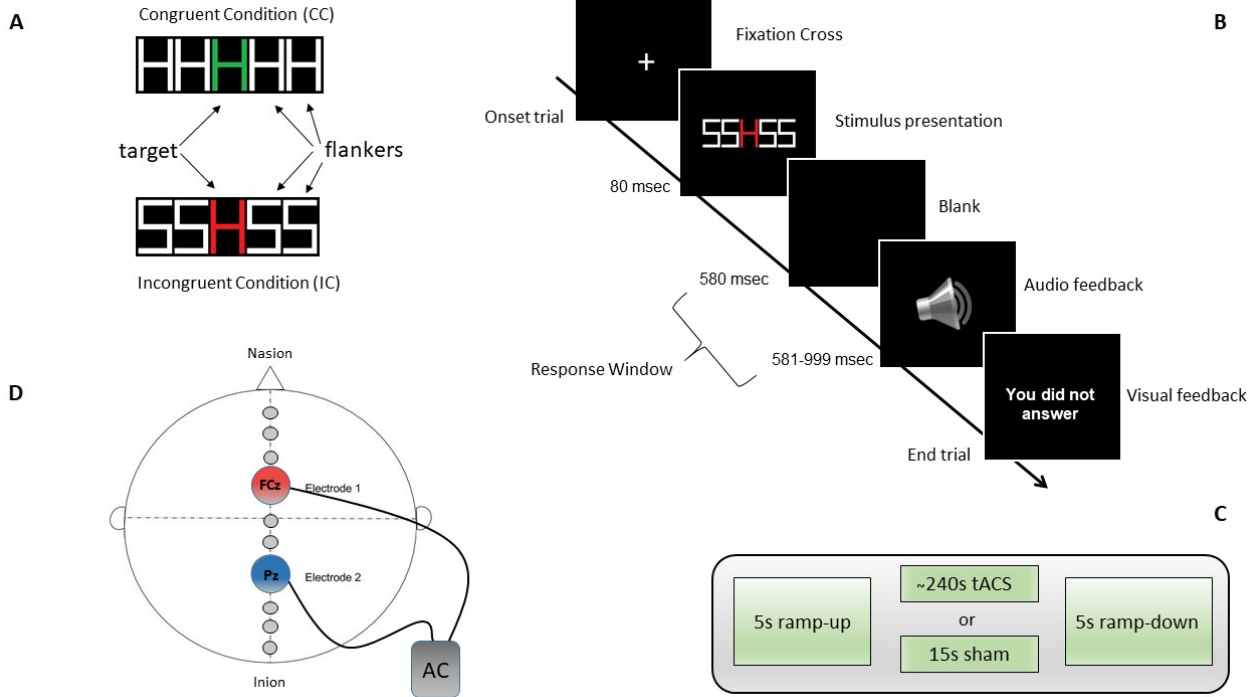 A
Congruent Condition (CC)
HHHHH
target
flankers
SSHSS
Incongruent Condition (IC)
B
Fixation Cross
+
Onset trial
SSHSS
Stimulus presentation
80 msec
Blank
580 msec
Audio feedback
Response Window
581-999 msec
You did not
answer
Visual feedback
End trial
C
5s ramp-up
~240s tACS
or
15s sham
5s ramp-down
D
Nasion
FCz
Electrode 1
Pz
Electrode 2
AC
Inion